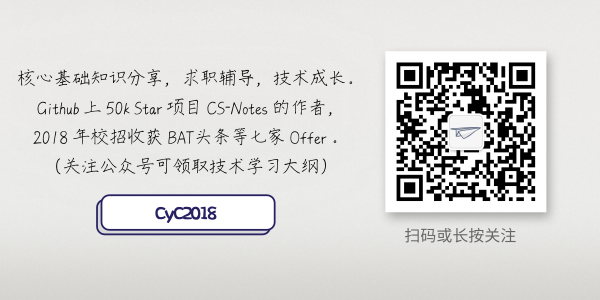 核心基础知识分享，求职辅导，技术成长。
Github 上 50k Star 项目 CS-Notes 的作者，
2018 年校招收获 BAT头条等七家 Offer 。
（关注公众号可领取技术学习大纲）
CyC2018
扫码或长按关注